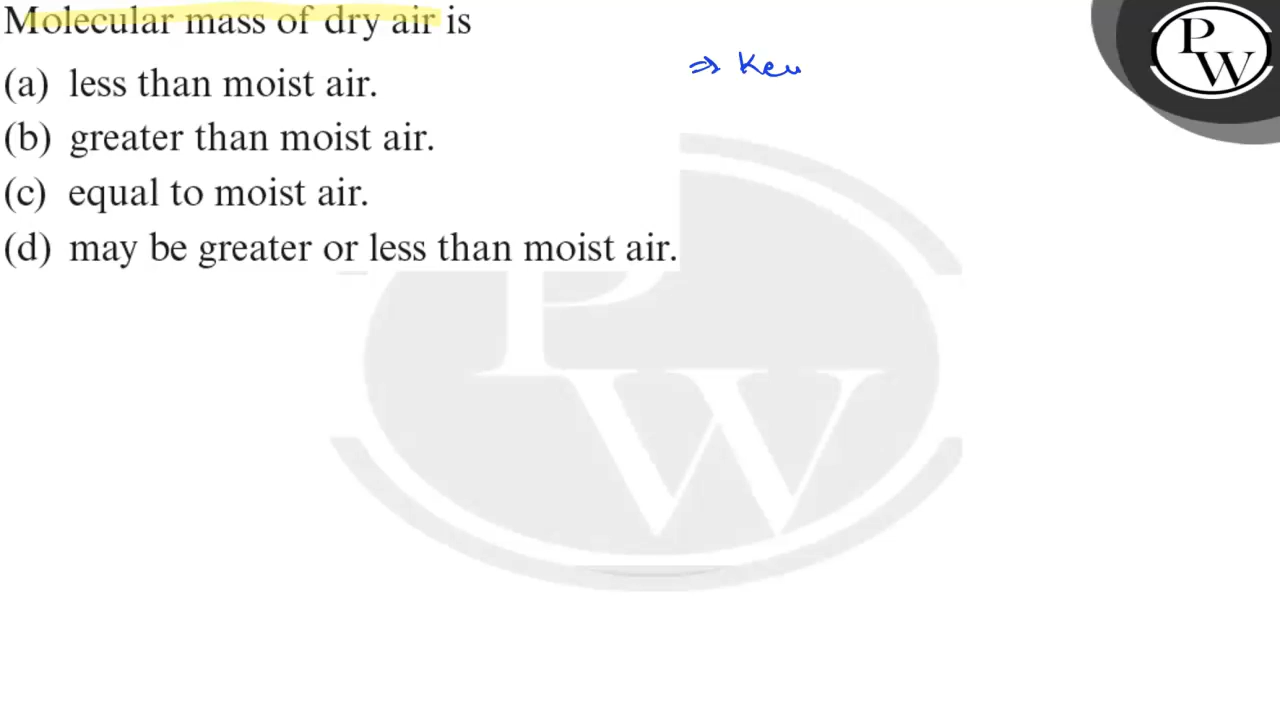 Molecular mass of dry air is
(a) less than moist air.
(b) greater than moist air.
(c) equal to moist air.
(d) may be greater or less than moist air.
⇒ Key
PW
PW